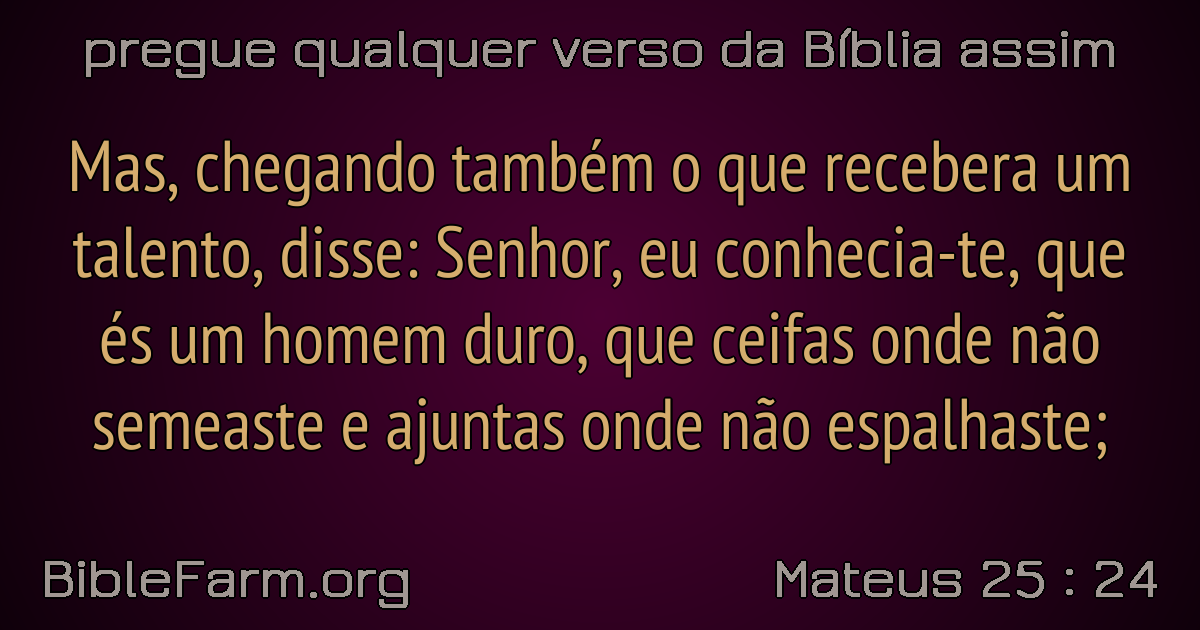 pregue qualquer verso da Bíblia assim
Mas, chegando também o que recebera um
talento, disse: Senhor, eu conhecia-te, que
és um homem duro, que ceifas onde não
semeaste e ajuntas onde não espalhaste;
BibleFarm.org
Mateus 25 : 24